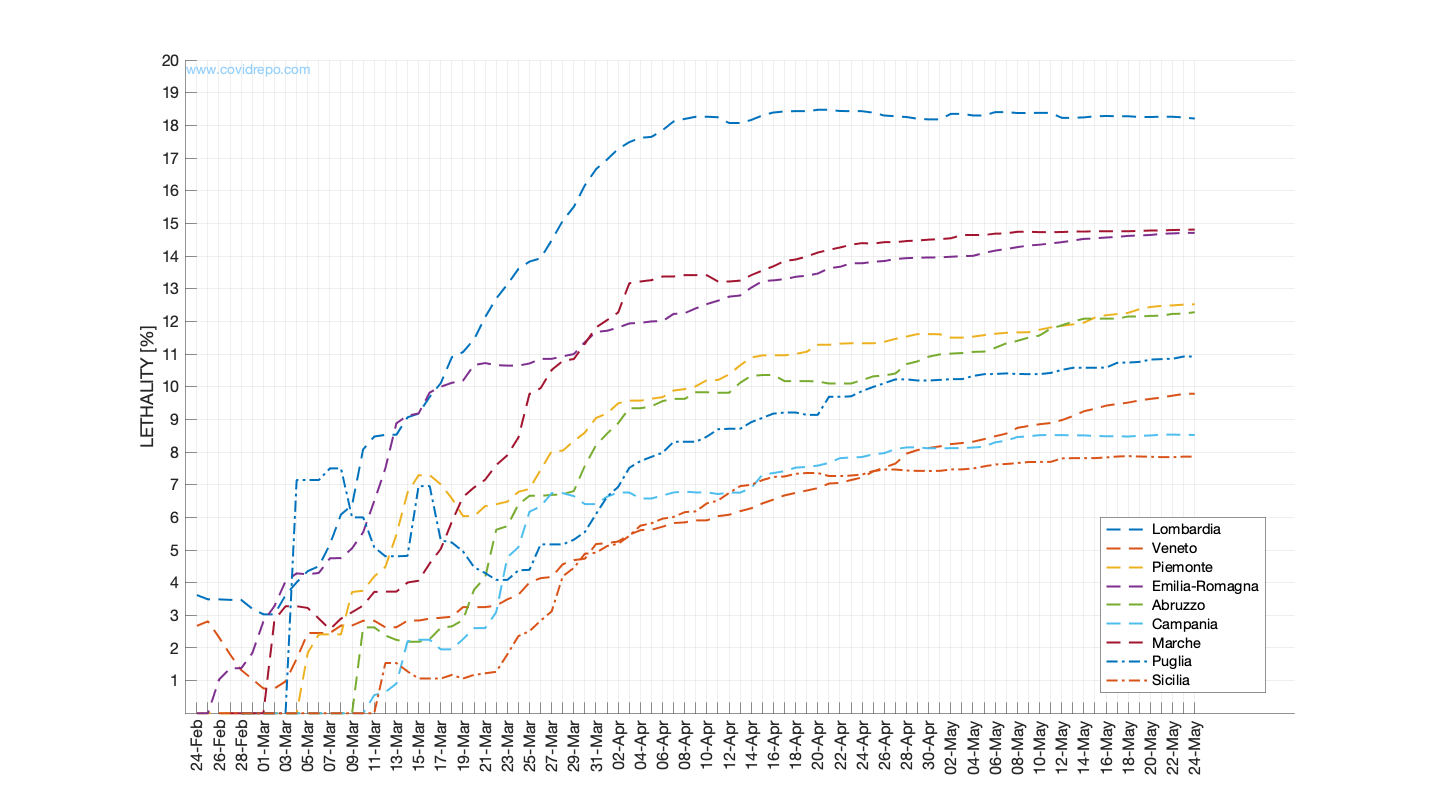 www.covidrepo.com
LETHALITY [%]
20
19
18
17
16
15
14
13
12
11
10
9
8
7
6
5
4
3
2
1
24-Feb
26-Feb
28-Feb
01-Mar
03-Mar
05-Mar
07-Mar
09-Mar
11-Mar
13-Mar
15-Mar
17-Mar
19-Mar
21-Mar
23-Mar
25-Mar
27-Mar
29-Mar
31-Mar
02-Apr
04-Apr
06-Apr
08-Apr
10-Apr
12-Apr
14-Apr
16-Apr
18-Apr
20-Apr
22-Apr
24-Apr
26-Apr
28-Apr
30-Apr
02-May
04-May
06-May
08-May
10-May
12-May
14-May
16-May
18-May
20-May
22-May
24-May
Lombardia
Veneto
Piemonte
Emilia-Romagna
Abruzzo
Campania
Marche
Puglia
Sicilia